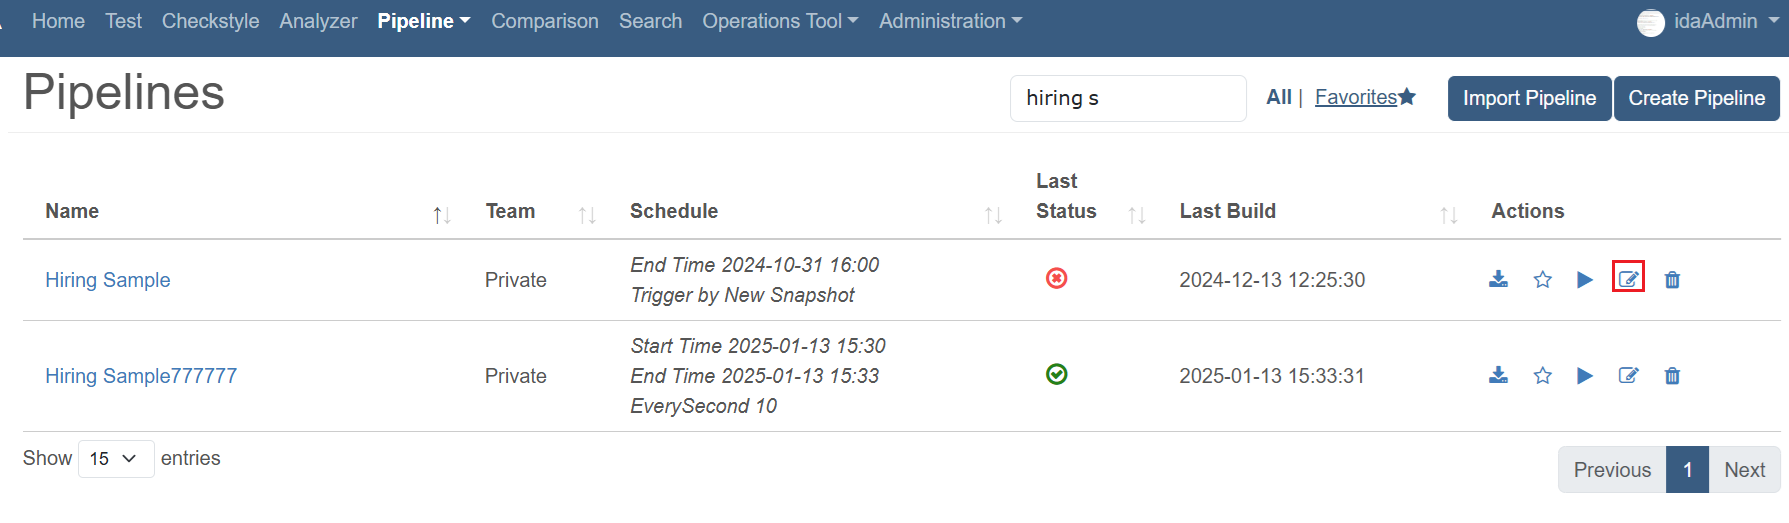 Home Test Checkstyle Analyzer Pipeline Comparison Search Operations Tool Administration idaAdmin
Pipelines
hiring s
All | Favorites
Import Pipeline
Create Pipeline
Name Team Schedule Last Status Last Build Actions
Hiring Sample Private
End Time 2024-10-31 16:00
Trigger by New Snapshot
2024-12-13 12:25:30
Hiring Sample777777 Private
Start Time 2025-01-13 15:30
End Time 2025-01-13 15:33
EverySecond 10
2025-01-13 15:33:31
Show 15 entries
Previous 1 Next